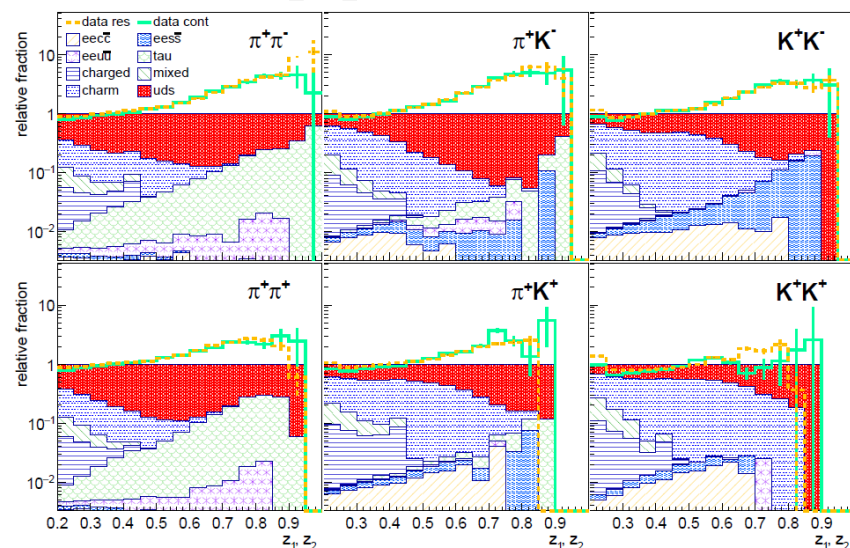 data res data cont
eec c̄ ees s̄
eeu ū tau
charged mixed
charm uds
π⁺π⁻
π⁺K⁻
K⁺K⁻
relative fraction
10
1
10⁻¹
10⁻²
π⁺π⁺
π⁺K⁺
K⁺K⁺
relative fraction
10
1
10⁻¹
10⁻²
0.2 0.3 0.4 0.5 0.6 0.7 0.8 0.9
0.3 0.4 0.5 0.6 0.7 0.8 0.9
0.3 0.4 0.5 0.6 0.7 0.8 0.9
z₁, z₂
z₁, z₂
z₁, z₂